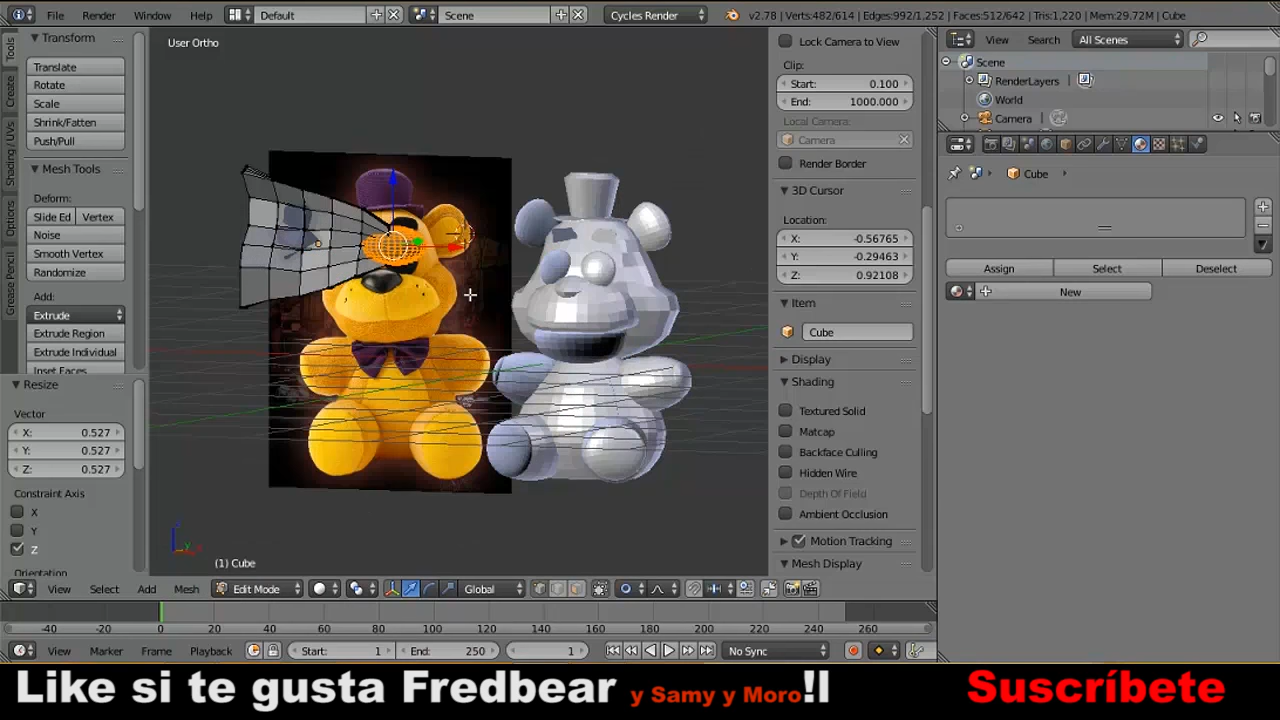 File Render Window Help Default Scene Cycles Render v2.78 | Verts:482/614 | Edges:992/1,252 | Faces:512/642 | Tris:1,220 | Mem:29.72M | Cube
Tools
Create
Shading / UVs
Options
Grease Pencil
Transform
Translate
Rotate
Scale
Shrink/Fatten
Push/Pull
Mesh Tools
Deform:
Slide Ed Vertex
Noise
Smooth Vertex
Randomize
Add:
Extrude
Extrude Region
Extrude Individual
Inset Faces
Resize
Vector
X: 0.527
Y: 0.527
Z: 0.527
Constraint Axis
X
Y
Z
Orientation
User Ortho
(1) Cube
Lock Camera to View
Clip:
Start: 0.100
End: 1000.000
Local Camera:
Camera
Render Border
3D Cursor
Location:
X: -0.56765
Y: -0.29463
Z: 0.92108
Item
Cube
Display
Shading
Textured Solid
Matcap
Backface Culling
Hidden Wire
Depth Of Field
Ambient Occlusion
Motion Tracking
Mesh Display
View Search All Scenes
Scene
RenderLayers |
World
Camera |
Cube
Assign Select Deselect
New
View Select Add Mesh Edit Mode Global
-40 -20 0 20 40 60 80 100 120 140 160 180 200 220 240 260
View Marker Frame Playback Start: 1 End: 250 1 No Sync
Like si te gusta Fredbear y Samy y Moro!l Suscríbete